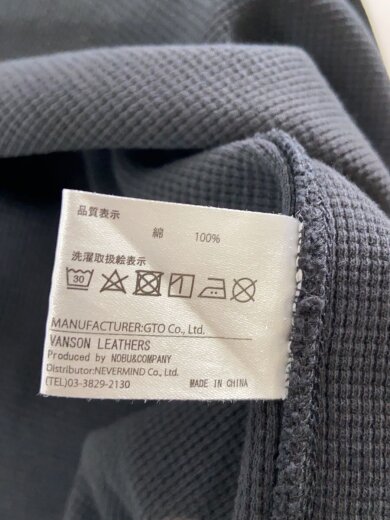 品質表示
綿 100%
洗濯取扱絵表示
30
MANUFACTURER:GTO Co., Ltd.
VANSON LEATHERS
Produced by NOBU&COMPANY
Distributor:NEVERMIND Co., Ltd.
(TEL)03-3829-2130 MADE IN CHINA